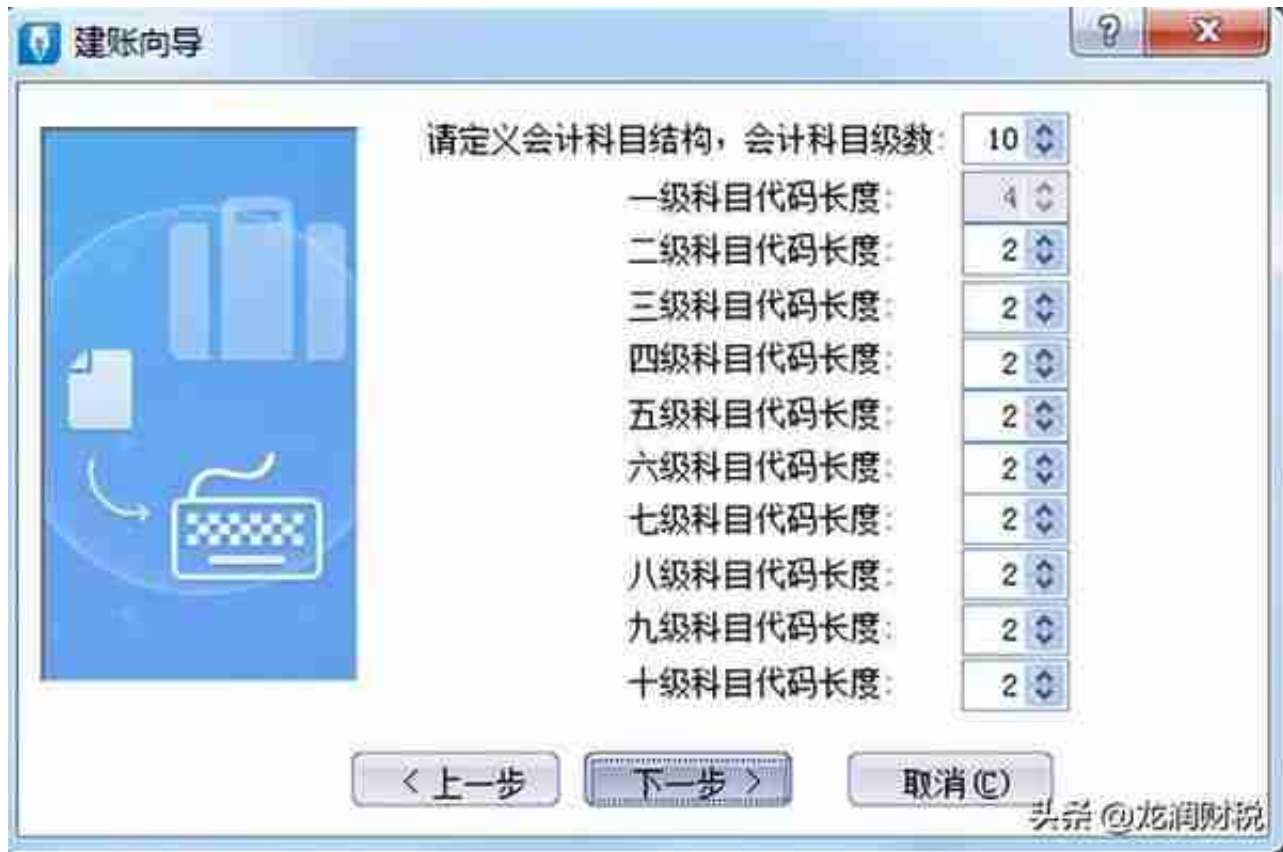 建账向导
请定义会计科目结构，会计科目级数： 10
一级科目代码长度： 4
二级科目代码长度： 2
三级科目代码长度： 2
四级科目代码长度： 2
五级科目代码长度： 2
六级科目代码长度： 2
七级科目代码长度： 2
八级科目代码长度： 2
九级科目代码长度： 2
十级科目代码长度： 2
<上一步 下一步> 取消(C)
头条 @龙润财税